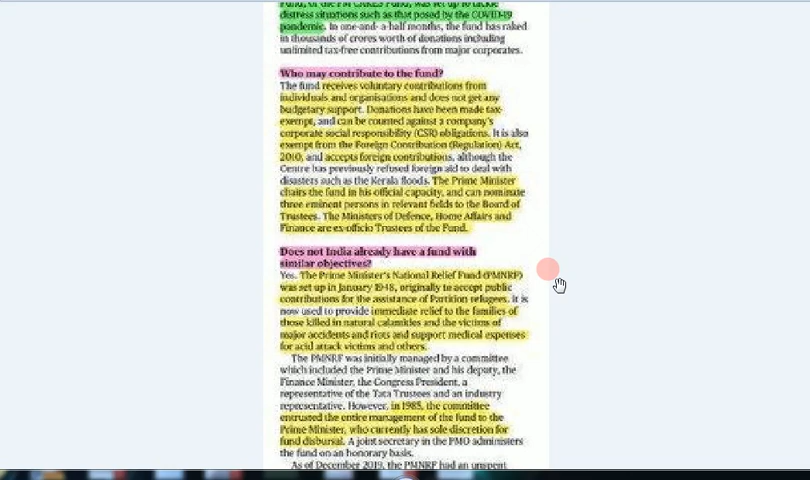 Fund, or the PM CARES Fund, was set up to tackle
distress situations such as that posed by the COVID-19
pandemic. In one-and- a-half months, the fund has raked
in thousands of crores worth of donations including
unlimited tax-free contributions from major corporates.
Who may contribute to the fund?
The fund receives voluntary contributions from
individuals and organisations and does not get any
budgetary support. Donations have been made tax-
exempt, and can be counted against a company's
corporate social responsibility (CSR) obligations. It is also
exempt from the Foreign Contribution (Regulation) Act,
2010, and accepts foreign contributions, although the
Centre has previously refused foreign aid to deal with
disasters such as the Kerala floods. The Prime Minister
chairs the fund in his official capacity, and can nominate
three eminent persons in relevant fields to the Board of
Trustees. The Ministers of Defence, Home Affairs and
Finance are ex-officio Trustees of the Fund.
Does not India already have a fund with
similar objectives?
Yes. The Prime Minister's National Relief Fund (PMNRF)
was set up in January 1948, originally to accept public
contributions for the assistance of Partition refugees. It is
now used to provide immediate relief to the families of
those killed in natural calamities and the victims of
major accidents and riots and support medical expenses
for acid attack victims and others.
The PMNRF was initially managed by a committee
which included the Prime Minister and his deputy, the
Finance Minister, the Congress President, a
representative of the Tata Trustees and an industry
representative. However, in 1985, the committee
entrusted the entire management of the fund to the
Prime Minister, who currently has sole discretion for
fund disbursal. A joint secretary in the PMO administers
the fund on an honorary basis.
As of December 2019, the PMNRF had an unspent